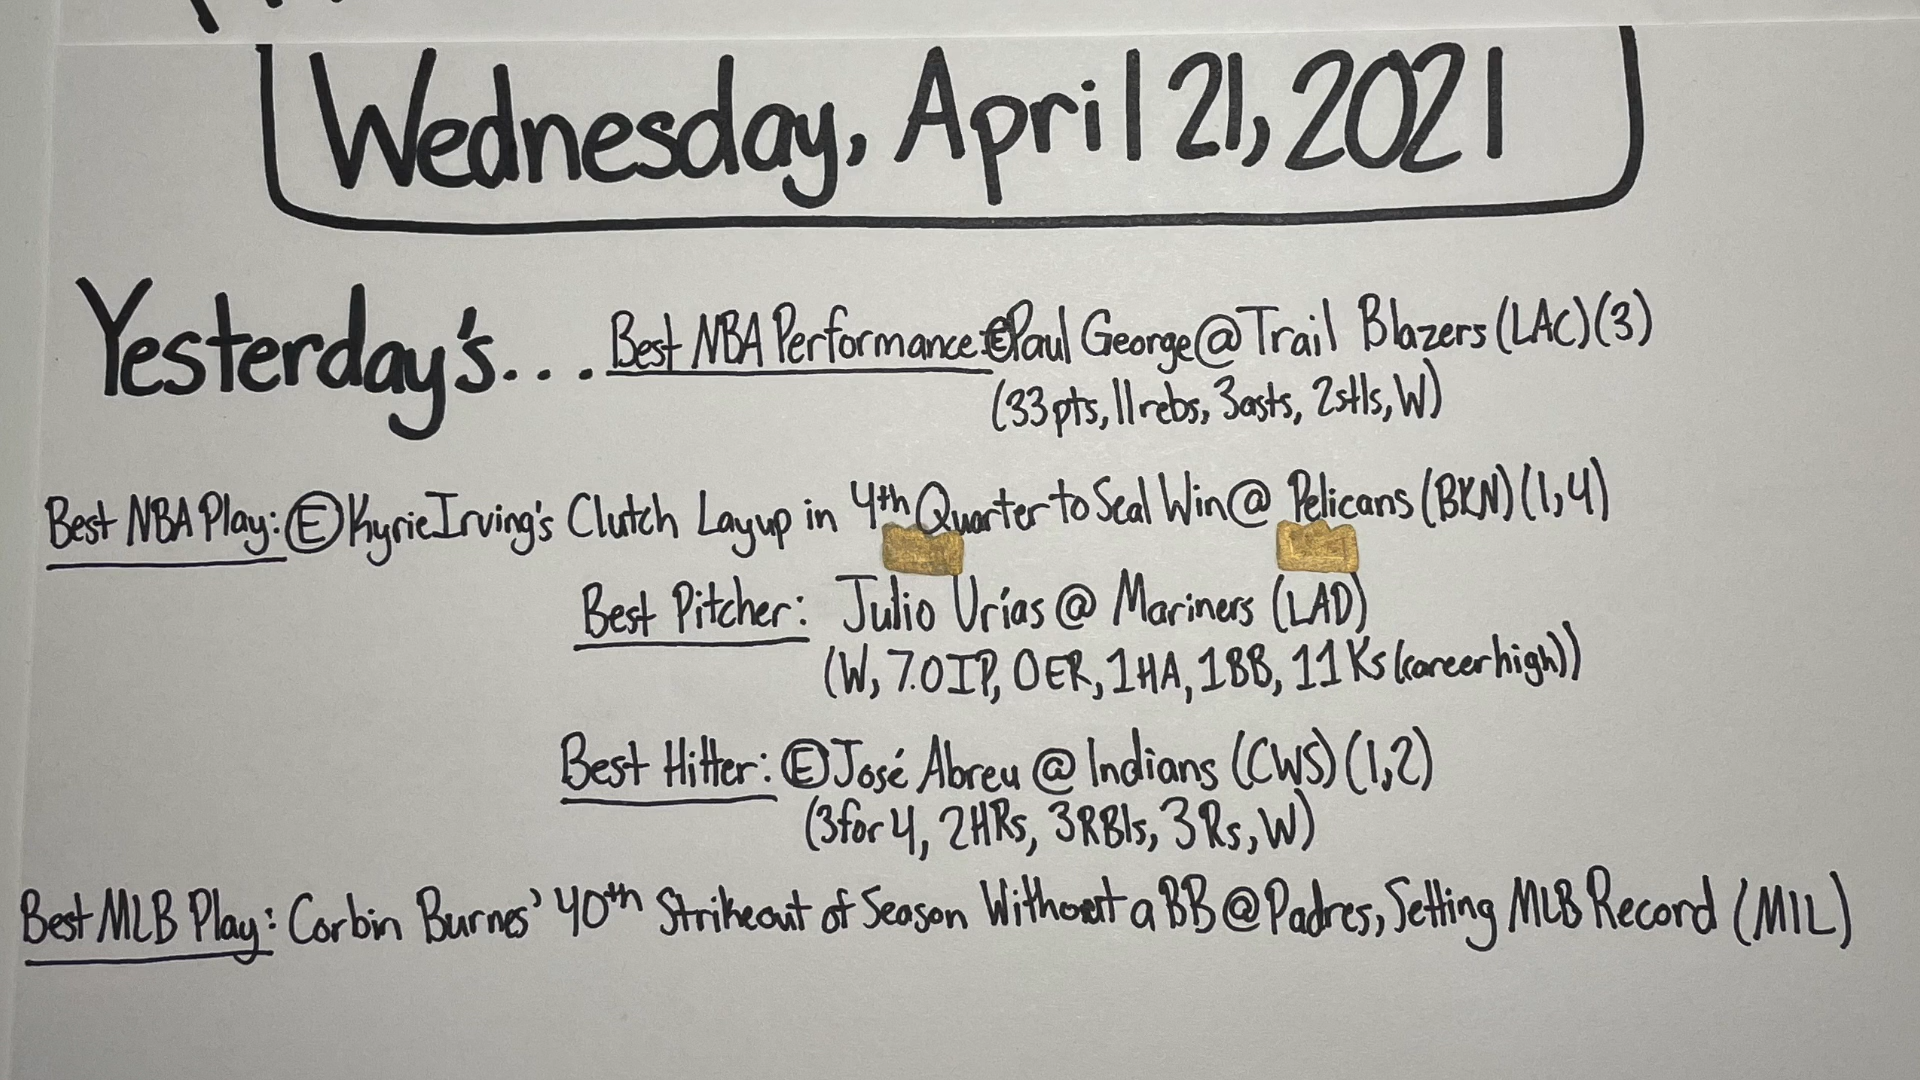 Wednesday, April 21, 2021
Yesterday's... Best NBA Performance: ⒺPaul George @ Trail Blazers (LAC) (3)
(33 pts, 11 rebs, 3 asts, 2 stls, W)
Best NBA Play: Ⓔ Kyrie Irving's Clutch Layup in 4th Quarter to Seal Win @ Pelicans (BKN) (1,4)
Best Pitcher: Julio Urías @ Mariners (LAD)
(W, 7.0 IP, 0 ER, 1 HA, 1 BB, 11 Ks (career high))
Best Hitter: Ⓔ José Abreu @ Indians (CWS) (1,2)
(3 for 4, 2 HRs, 3 RBIs, 3 Rs, W)
Best MLB Play: Corbin Burnes' 40th Strikeout of Season Without a BB @ Padres, Setting MLB Record (MIL)